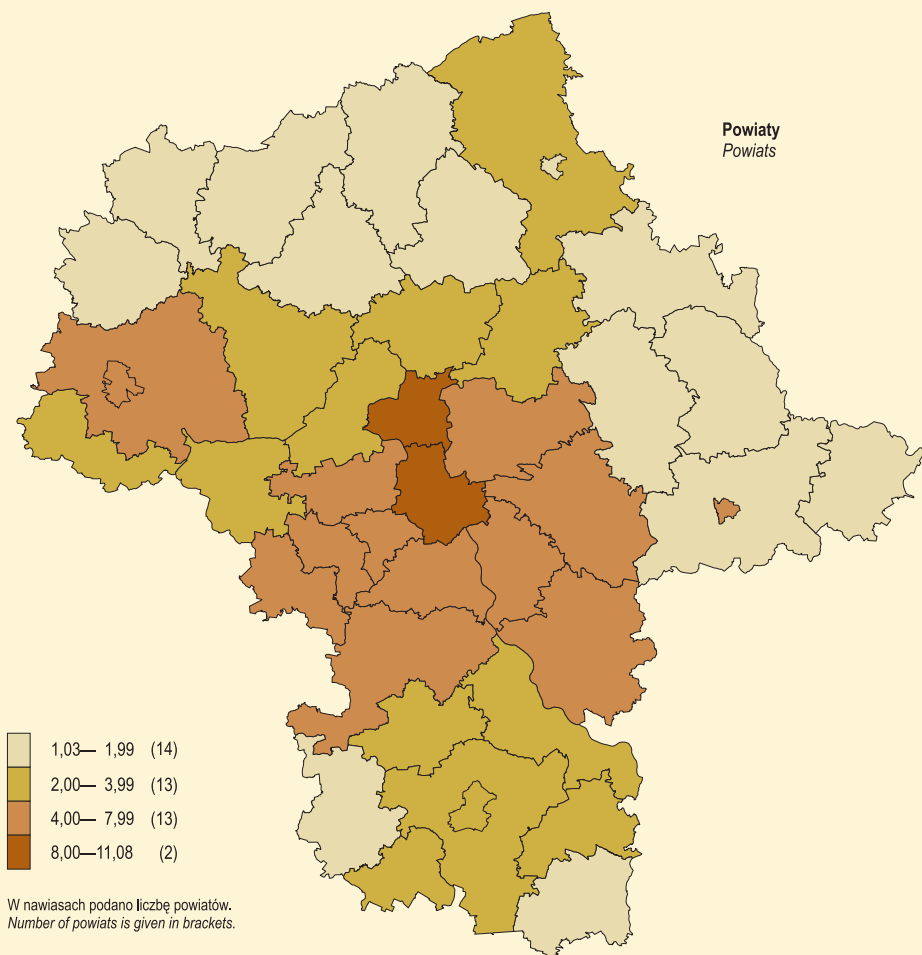 Powiaty
Powiats
1,03— 1,99 (14)
2,00— 3,99 (13)
4,00— 7,99 (13)
8,00—11,08 (2)
W nawiasach podano liczbę powiatów.
Number of powiats is given in brackets.